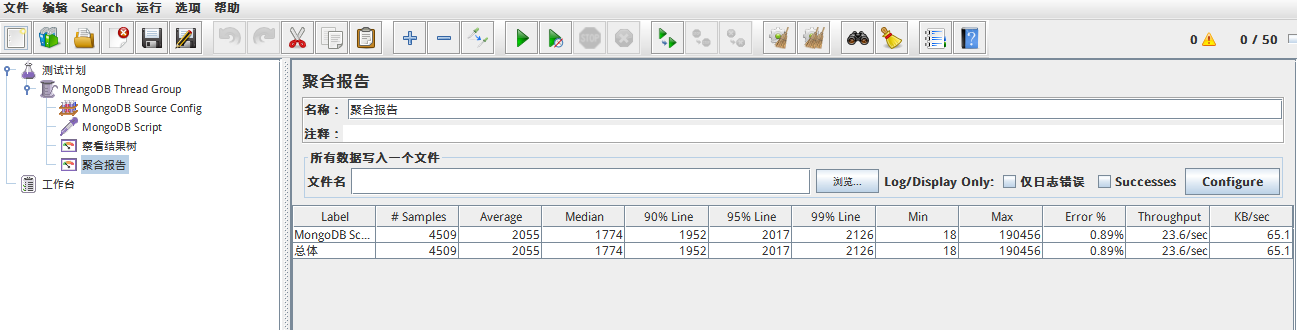 文件 编辑 Search 运行 选项 帮助
STOP
0 0 / 50
测试计划
MongoDB Thread Group
MongoDB Source Config
MongoDB Script
察看结果树
聚合报告
工作台
聚合报告
名称： 聚合报告
注释：
所有数据写入一个文件
文件名 浏览... Log/Display Only: 仅日志错误 Successes Configure
Label # Samples Average Median 90% Line 95% Line 99% Line Min Max Error % Throughput KB/sec
MongoDB Sc... 4509 2055 1774 1952 2017 2126 18 190456 0.89% 23.6/sec 65.1
总体 4509 2055 1774 1952 2017 2126 18 190456 0.89% 23.6/sec 65.1